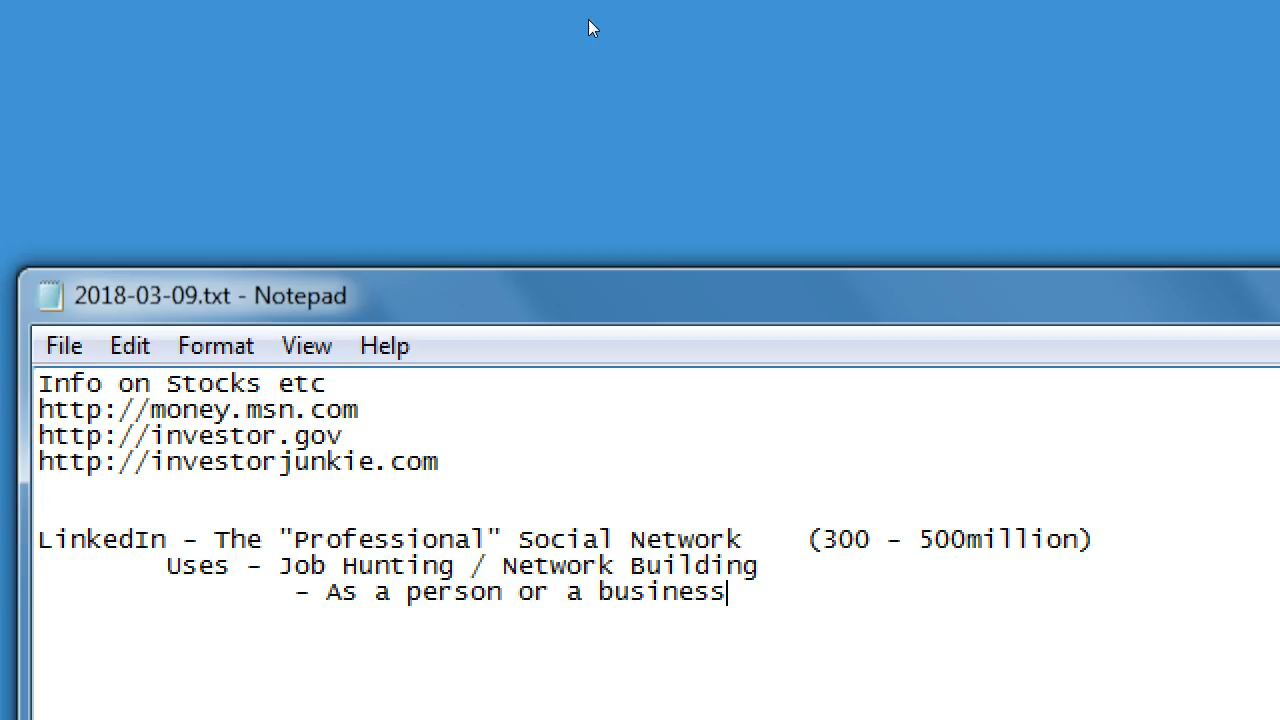 2018-03-09.txt - Notepad
File Edit Format View Help
Info on Stocks etc
http://money.msn.com
http://investor.gov
http://investorjunkie.com
LinkedIn - The "Professional" Social Network (300 - 500million)
Uses - Job Hunting / Network Building
- As a person or a business